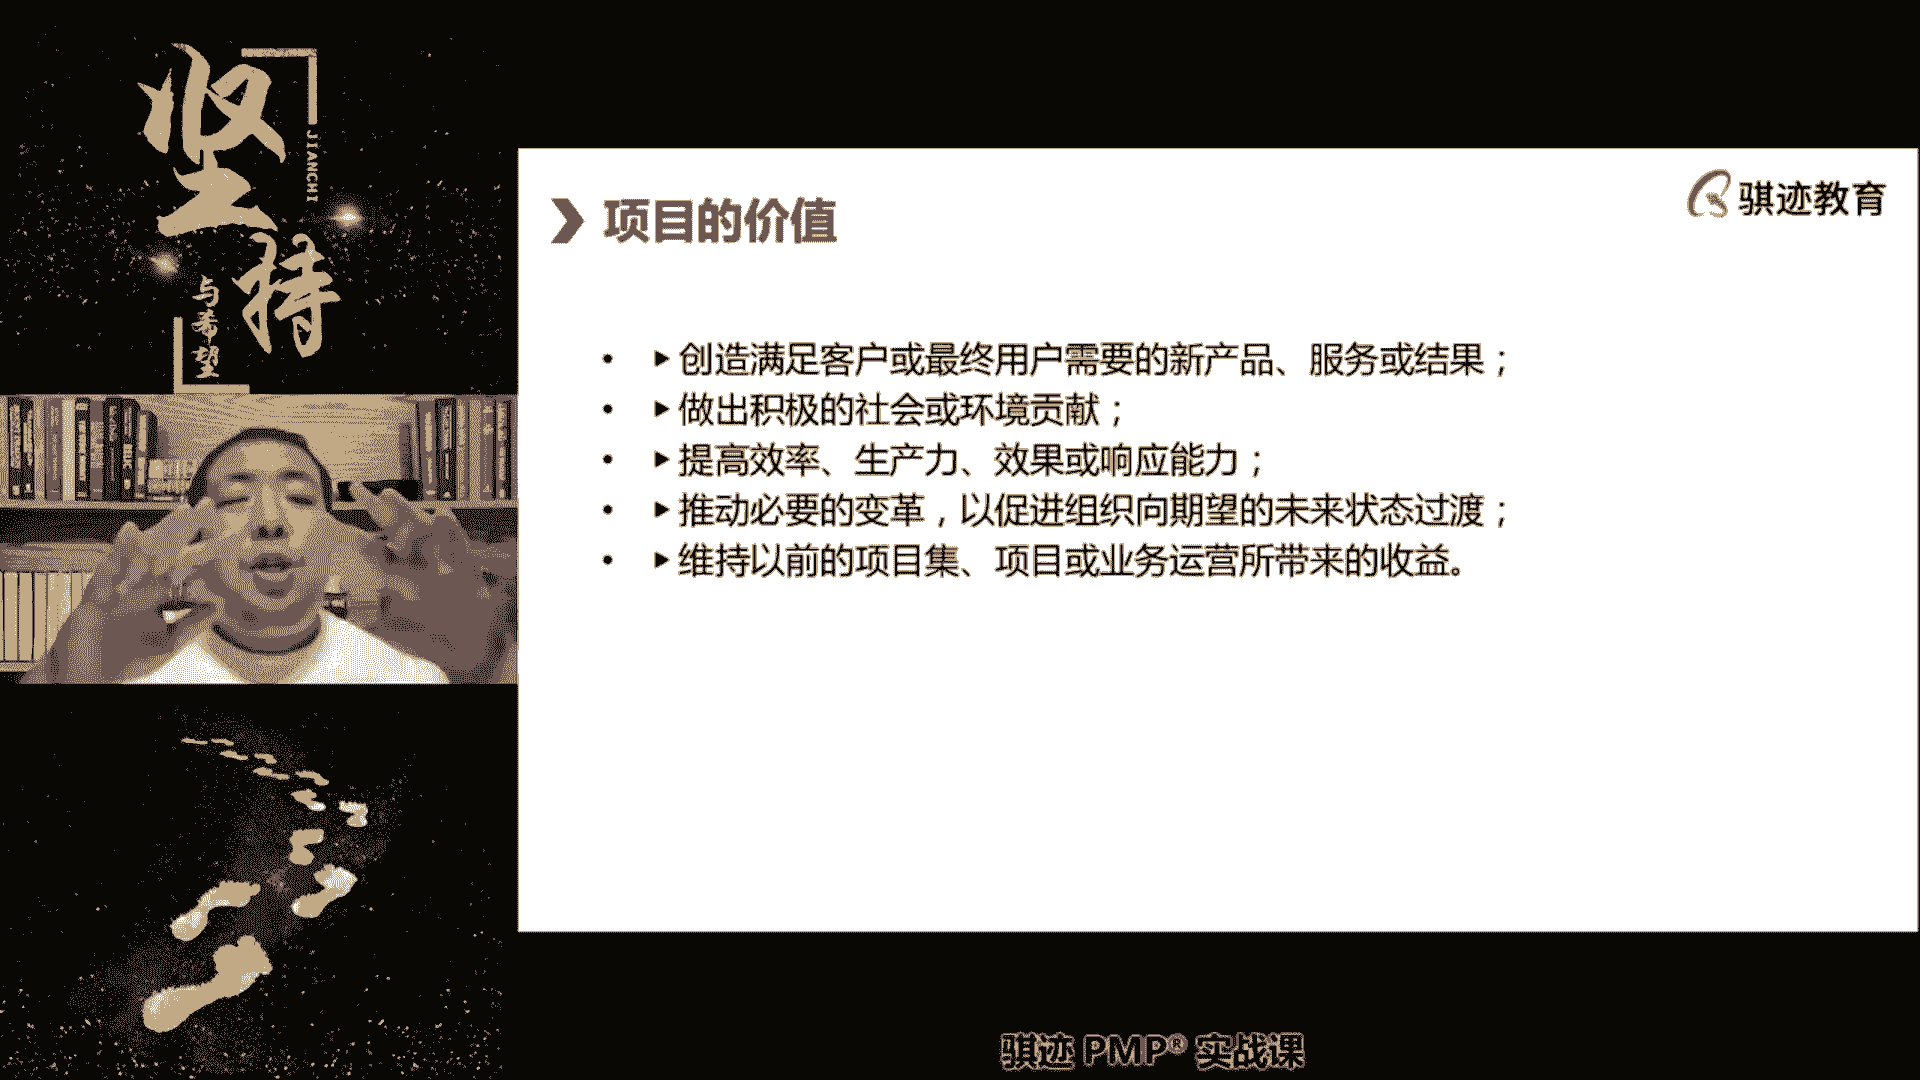 坚持
JIANCHI
与希望
项目的价值
骐迹教育
• ▶创造满足客户或最终用户需要的新产品、服务或结果；
• ▶做出积极的社会或环境贡献；
• ▶提高效率、生产力、效果或响应能力；
• ▶推动必要的变革，以促进组织向期望的未来状态过渡；
• ▶维持以前的项目集、项目或业务运营所带来的收益。
骐迹 PMP® 实战课